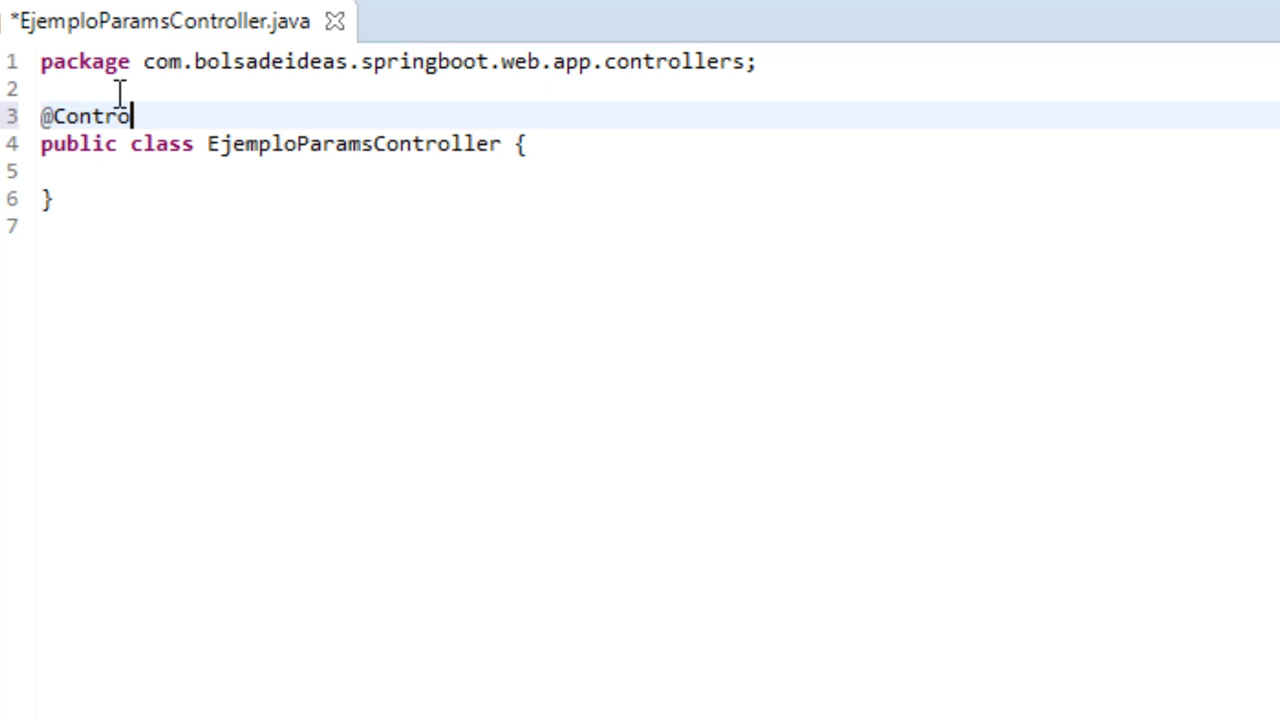 *EjemploParamsController.java
1 package com.bolsadeideas.springboot.web.app.controllers;
2
3 @Contro
4 public class EjemploParamsController {
5
6 }
7